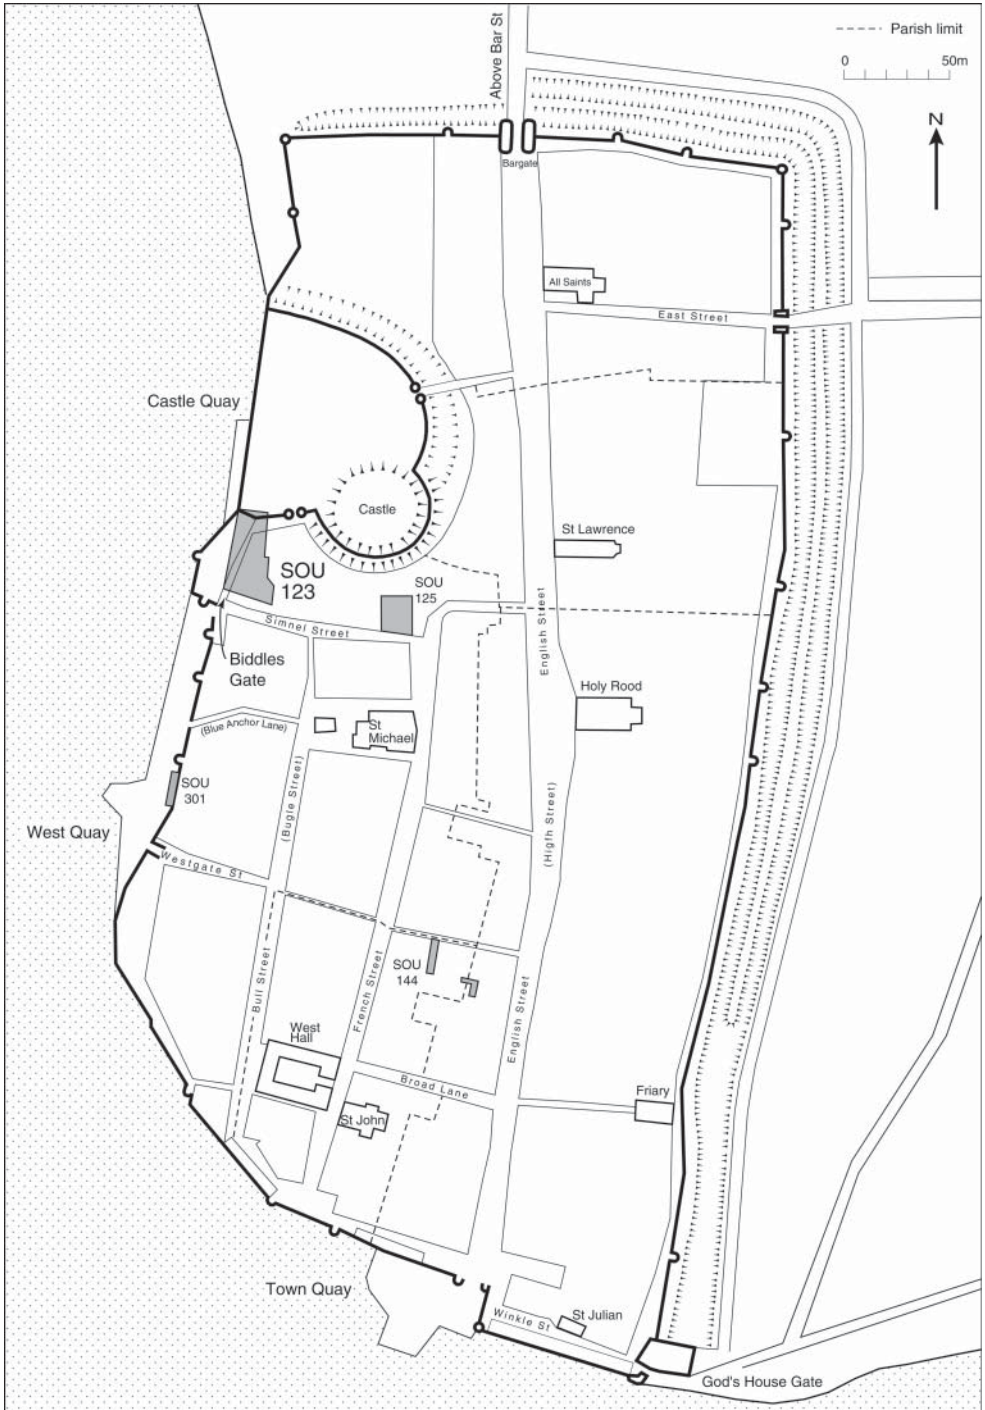 Above Bar St
Parish limit
0 50m
N
Bargate
All Saints
East Street
Castle Quay
Castle
St Lawrence
SOU
123
SOU
125
Simnel Street
English Street
Biddles
Gate
Holy Rood
(Blue Anchor Lane)
St
Michael
SOU
301
(Bugle Street)
(Higth Street)
West Quay
Westgate St
SOU
144
Bull Street
French Street
English Street
West
Hall
Broad Lane
Friary
St John
Town Quay
St Julian
Winkle St
God's House Gate